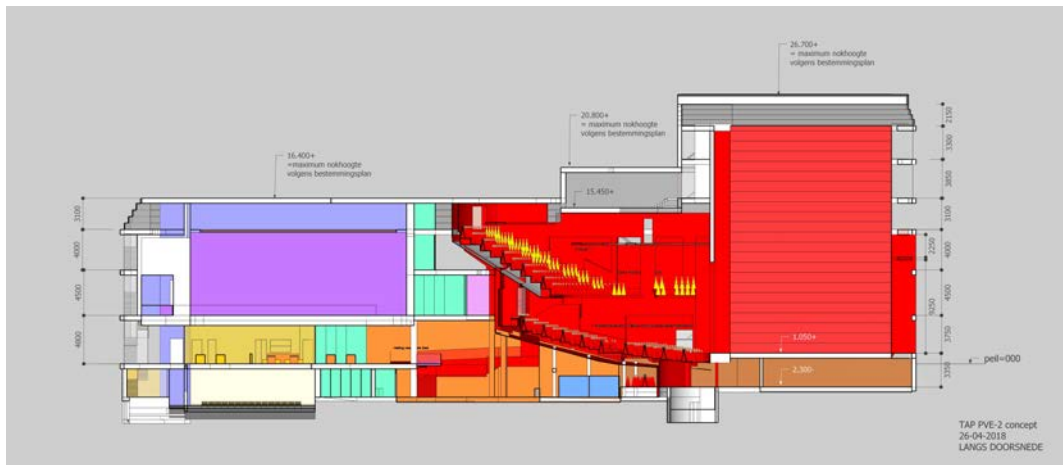 26.700+
= maximum nokhoogte
volgens bestemmingsplan
20.800+
= maximum nokhoogte
volgens bestemmingsplan
16.400+
=maximum nokhoogte
volgens bestemmingsplan
15.450+
3100
4000
4500
4800
2150
3300
3850
3100
4000
4500
3750
3350
2250
9250
1.050+
peil=000
2.300-
TAP PVE-2 concept
26-04-2018
LANGS DOORSNEDE